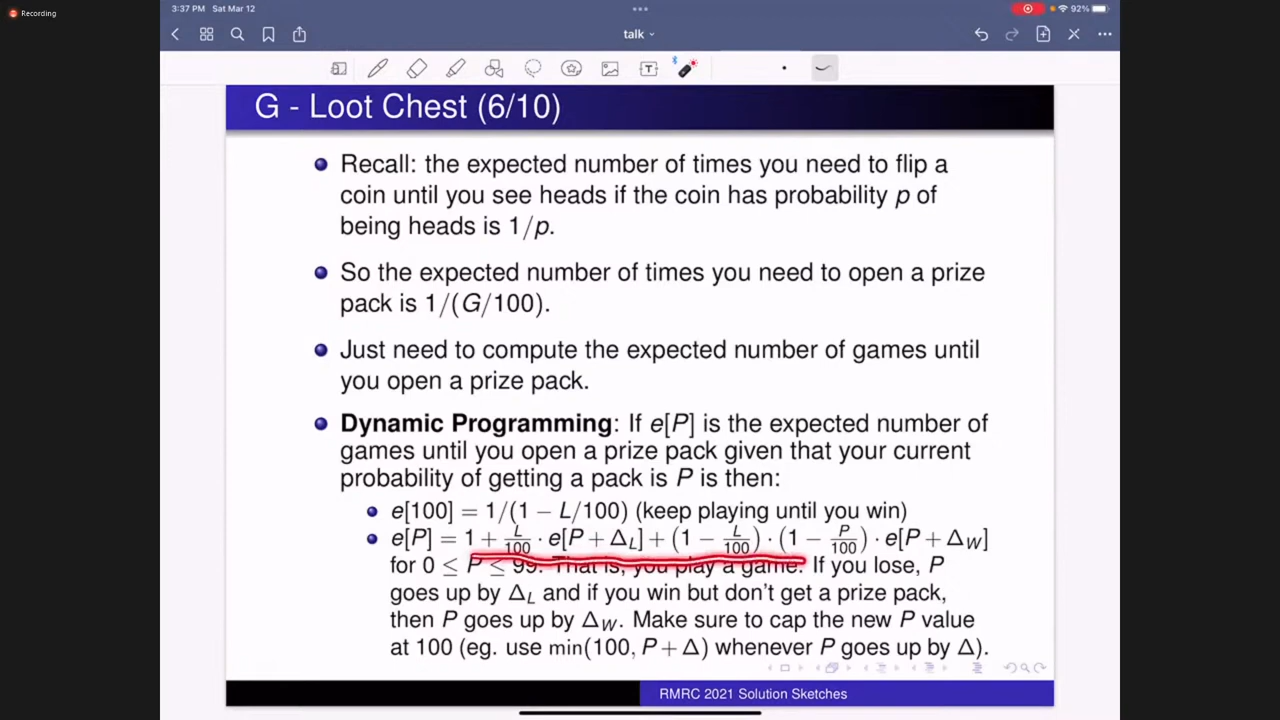 Recording
3:37 PM Sat Mar 12
92%
talk
G - Loot Chest (6/10)
Recall: the expected number of times you need to flip a
coin until you see heads if the coin has probability p of
being heads is 1/p.
So the expected number of times you need to open a prize
pack is 1/(G/100).
Just need to compute the expected number of games until
you open a prize pack.
Dynamic Programming: If e[P] is the expected number of
games until you open a prize pack given that your current
probability of getting a pack is P is then:
e[100] = 1/(1 − L/100) (keep playing until you win)
e[P] = 1 + L/100 · e[P + Δ_L] + (1 − L/100) · (1 − P/100) · e[P + Δ_W]
for 0 ≤ P ≤ 99. That is, you play a game. If you lose, P
goes up by Δ_L and if you win but don't get a prize pack,
then P goes up by Δ_W. Make sure to cap the new P value
at 100 (eg. use min(100, P + Δ) whenever P goes up by Δ).
RMRC 2021 Solution Sketches